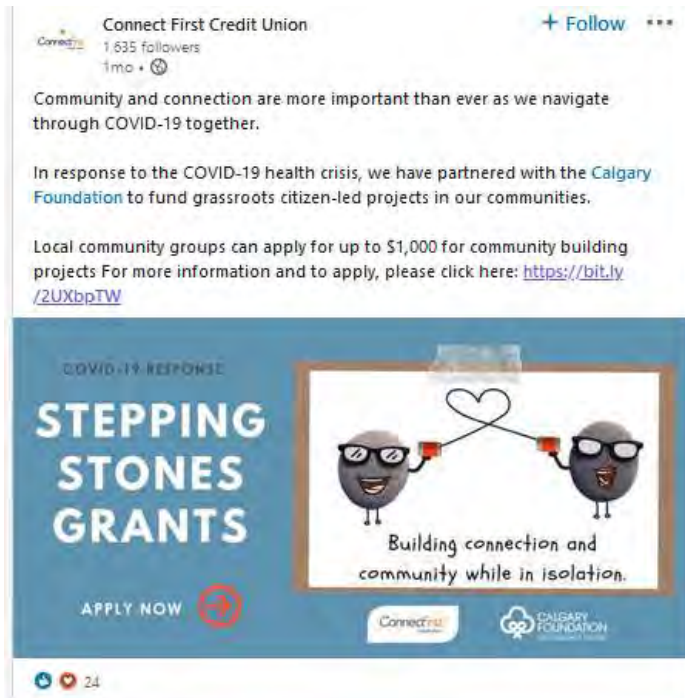 Connect First Credit Union
+ Follow
Connect
1 635 followers
1mo •
Community and connection are more important than ever as we navigate
through COVID-19 together.
In response to the COVID-19 health crisis, we have partnered with the Calgary
Foundation to fund grassroots citizen-led projects in our communities.
Local community groups can apply for up to $1,000 for community building
projects For more information and to apply, please click here: https://bit.ly
/2UXbpTW
COVID-19 RESPONSE
STEPPING
STONES
GRANTS
APPLY NOW
Building connection and
community while in isolation.
Connect
CALGARY
FOUNDATION
24